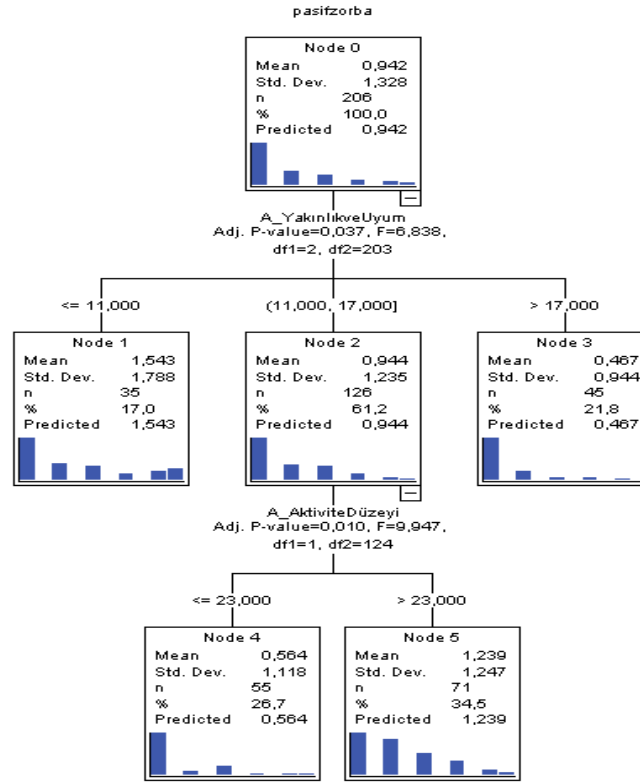 pasifzorba
Node 0
Mean 0,942
Std. Dev. 1,328
n 206
% 100,0
Predicted 0,942
A_YakınlıkveUyum
Adj. P-value=0,037, F=6,838,
df1=2, df2=203
<= 11,000
(11,000, 17,000]
> 17,000
Node 1
Mean 1,543
Std. Dev. 1,788
n 35
% 17,0
Predicted 1,543
Node 2
Mean 0,944
Std. Dev. 1,235
n 126
% 61,2
Predicted 0,944
Node 3
Mean 0,467
Std. Dev. 0,944
n 45
% 21,8
Predicted 0,467
A_AktiviteDüzeyi
Adj. P-value=0,010, F=9,947,
df1=1, df2=124
<= 23,000
> 23,000
Node 4
Mean 0,564
Std. Dev. 1,118
n 55
% 26,7
Predicted 0,564
Node 5
Mean 1,239
Std. Dev. 1,247
n 71
% 34,5
Predicted 1,239